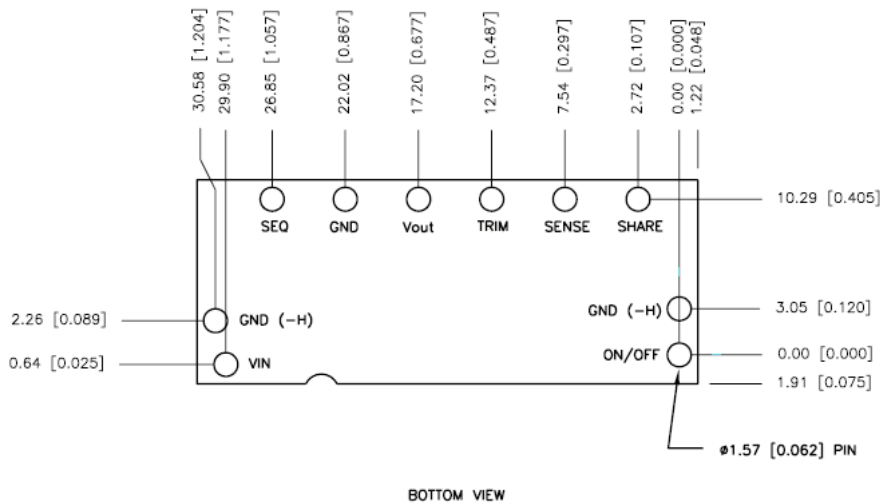 30.58 [1.204]
29.90 [1.177]
26.85 [1.057]
22.02 [0.867]
17.20 [0.677]
12.37 [0.487]
7.54 [0.297]
2.72 [0.107]
0.00 [0.000]
1.22 [0.048]
10.29 [0.405]
SEQ GND Vout TRIM SENSE SHARE
2.26 [0.089] GND (-H) GND (-H) 3.05 [0.120]
0.64 [0.025] VIN ON/OFF 0.00 [0.000]
1.91 [0.075]
ø1.57 [0.062] PIN
BOTTOM VIEW